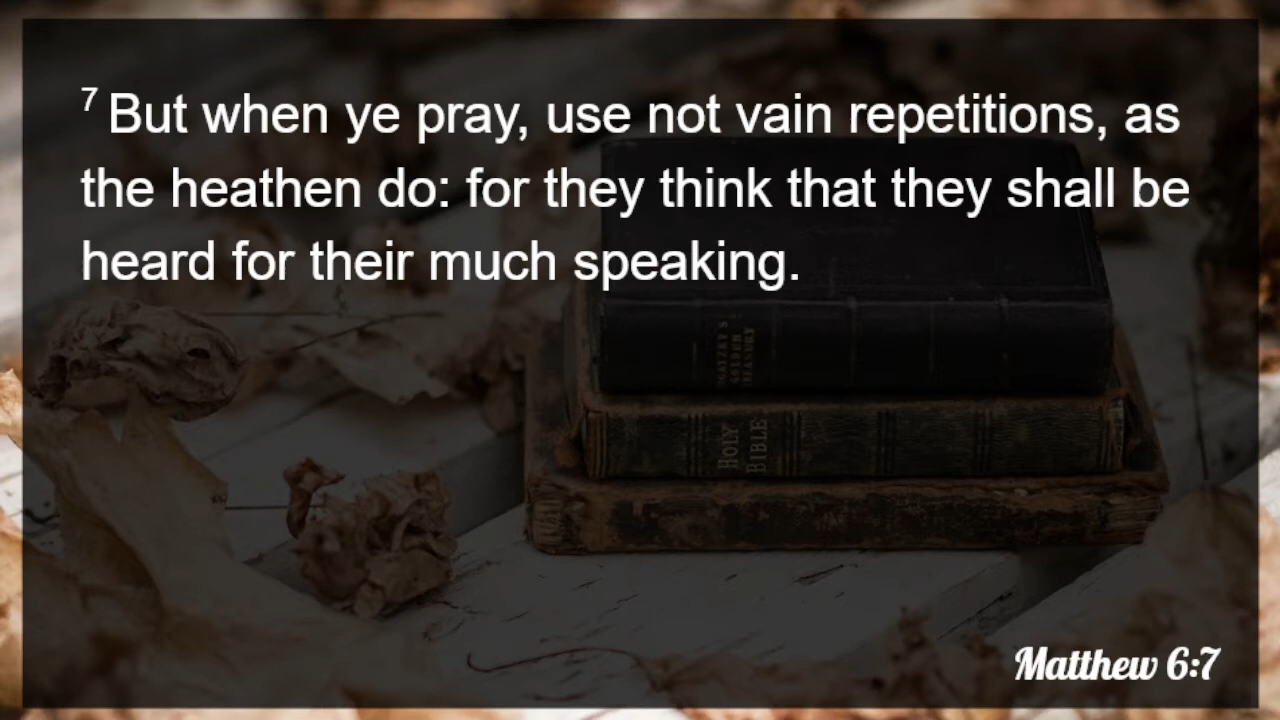 7 But when ye pray, use not vain repetitions, as
the heathen do: for they think that they shall be
heard for their much speaking.
GOLDEN
HOLY
BIBLE
Matthew 6:7